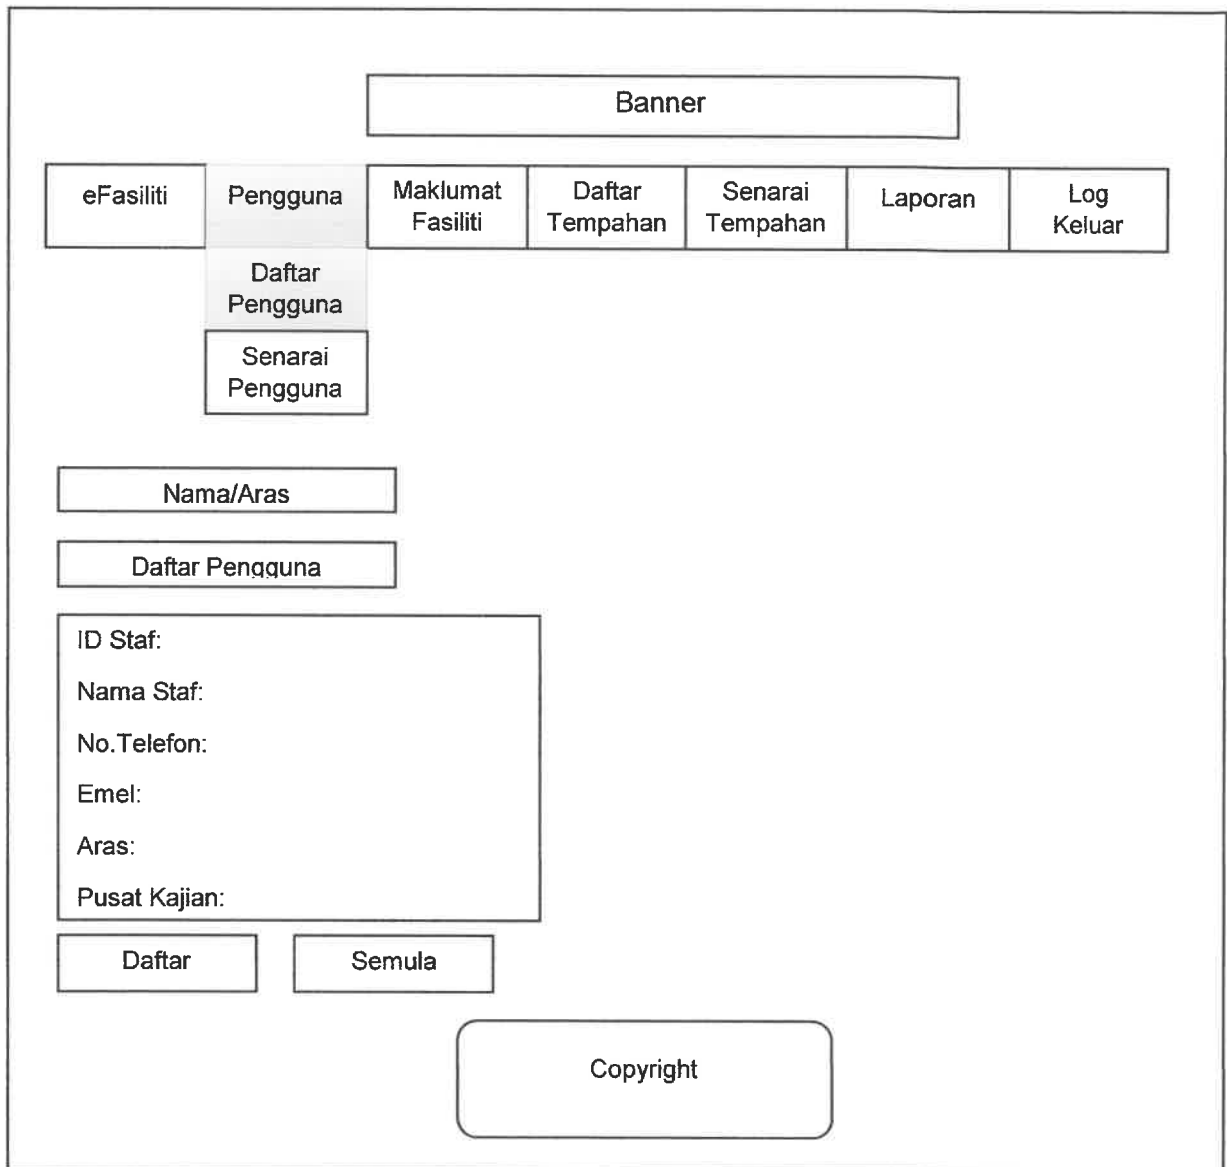 Banner
eFasiliti
Pengguna
Maklumat
Fasiliti
Daftar
Tempahan
Senarai
Tempahan
Laporan
Log
Keluar
Daftar
Pengguna
Senarai
Pengguna
Nama/Aras
Daftar Pengguna
ID Staf:
Nama Staf:
No.Telefon:
Emel:
Aras:
Pusat Kajian:
Daftar
Semula
Copyright